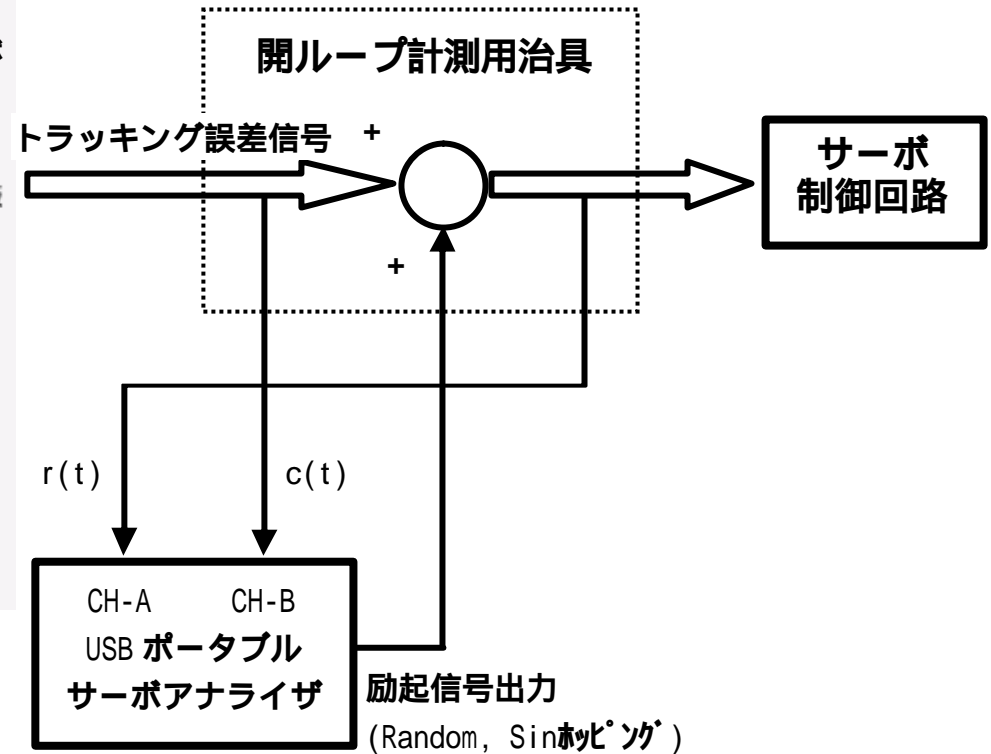 開ループ計測用治具
トラッキング誤差信号 +
サーボ
制御回路
+
r(t) c(t)
CH-A CH-B
USB ポータブル
サーボアナライザ
励起信号出力
(Random, Sinﾎｯﾋﾟﾝｸﾞ)